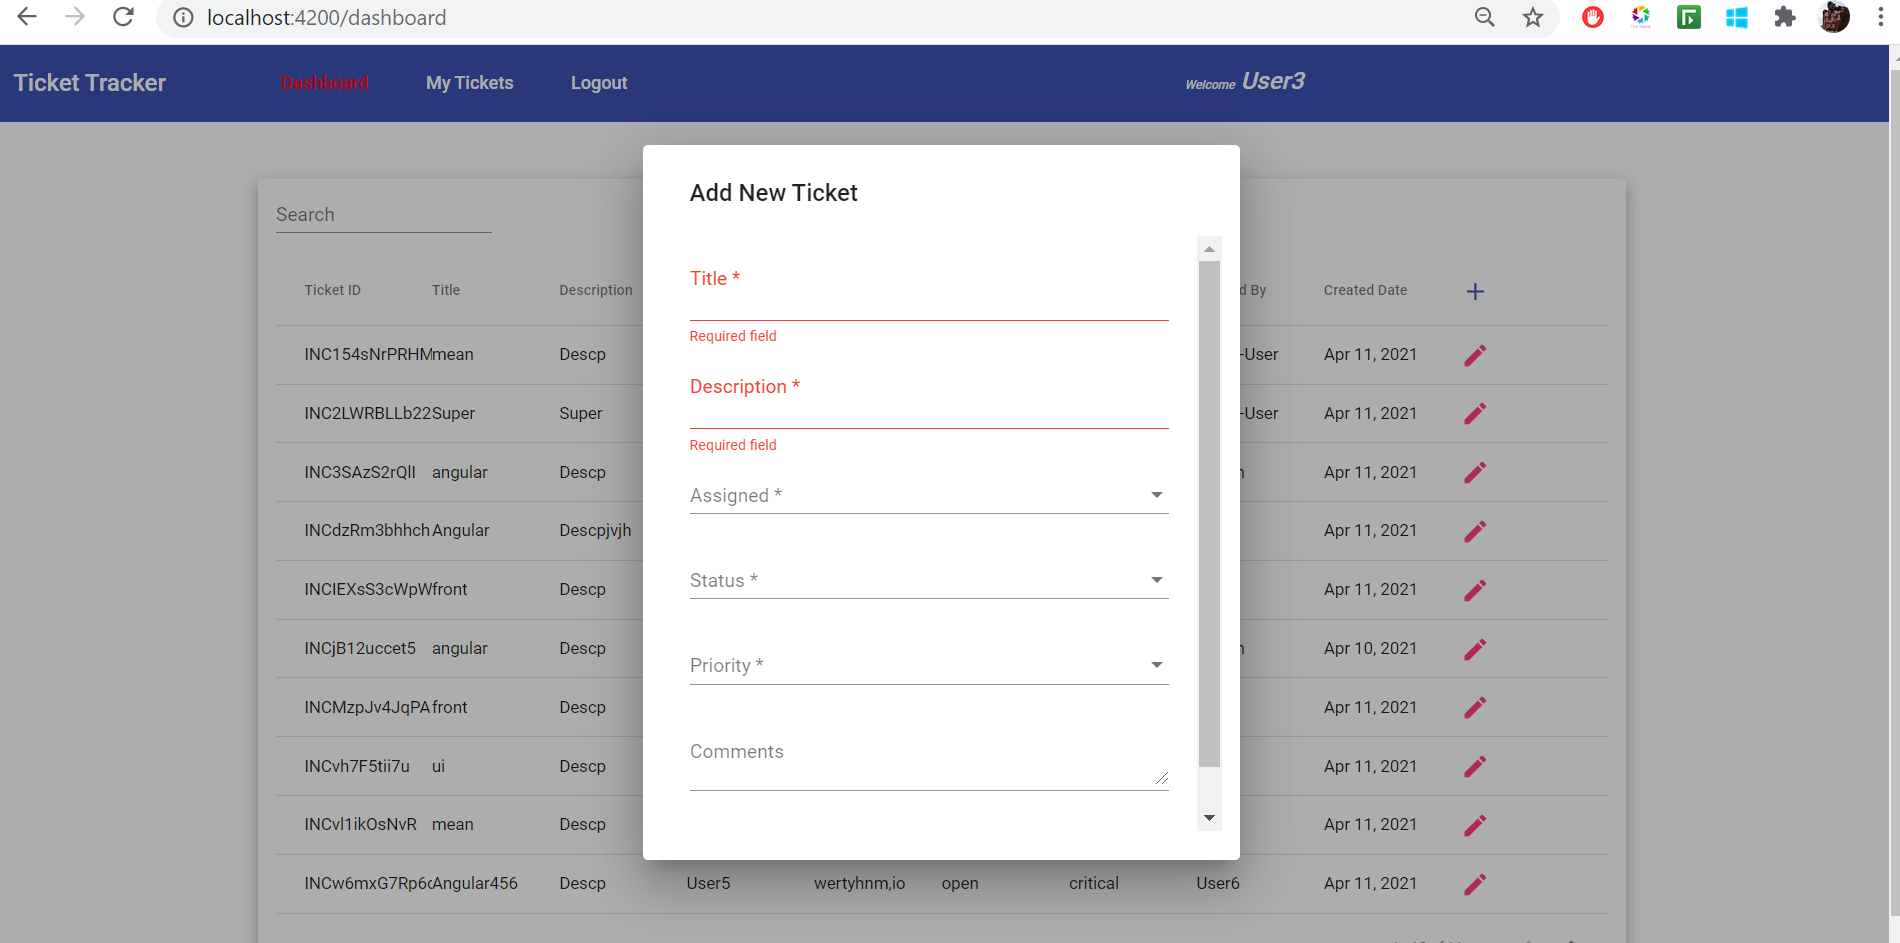 localhost:4200/dashboard
Ticket Tracker Dashboard My Tickets Logout Welcome User3
Add New Ticket
Search
Title *
Ticket ID Title Description d By Created Date
Required field
INC154sNrPRHM mean Descp -User Apr 11, 2021
Description *
INC2LWRBLLb22 Super Super -User Apr 11, 2021
Required field
INC3SAzS2rQlI angular Descp Apr 11, 2021
Assigned *
INCdzRm3bhhch Angular Descpjvjh Apr 11, 2021
Status *
INClEXsS3cWpW front Descp Apr 11, 2021
INCjB12uccet5 angular Descp Apr 10, 2021
Priority *
INCMzpJv4JqPA front Descp Apr 11, 2021
Comments
INCvh7F5tii7u ui Descp Apr 11, 2021
INCvl1ikOsNvR mean Descp Apr 11, 2021
INCw6mxG7Rp6 Angular456 Descp User5 wertyhnm,io open critical User6 Apr 11, 2021